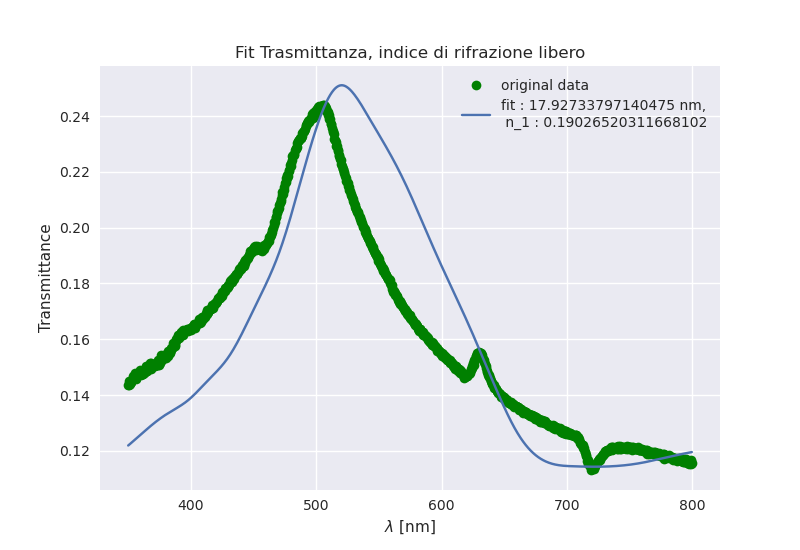 Fit Trasmittanza, indice di rifrazione libero
original data
fit : 17.92733797140475 nm,
n_1 : 0.19026520311668102
Transmittance
0.24
0.22
0.20
0.18
0.16
0.14
0.12
400
500
600
700
800
λ [nm]